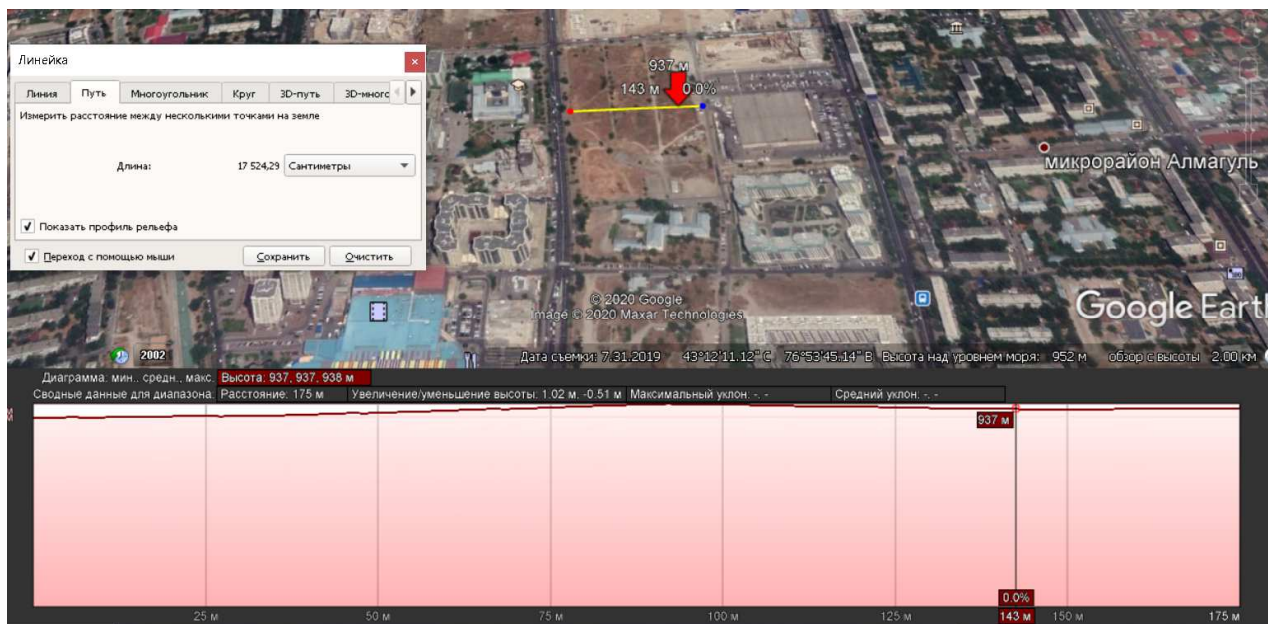 Линейка
Линия Путь Многоугольник Круг 3D-путь 3D-многс
Измерить расстояние между несколькими точками на земле
Длина: 17 524,29 Сантиметры
Показать профиль рельефа
Переход с помощью мыши Сохранить Очистить
937 м
143 м 0.0%
микрорайон Алмагуль
© 2020 Google
Image © 2020 Maxar Technologies
Google Earth
2002
Дата съемки: 7.31.2019 43°12'11.12" С 76°53'45.14" В Высота над уровнем моря: 952 м обзор с высоты 2.00 км
Диаграмма: мин., средн., макс. Высота: 937, 937, 938 м
Сводные данные для диапазона: Расстояние: 175 м Увеличение/уменьшение высоты: 1.02 м, -0.51 м Максимальный уклон: -, - Средний уклон: -, -
937 м
0.0%
25 м 50 м 75 м 100 м 125 м 143 м 150 м 175 м